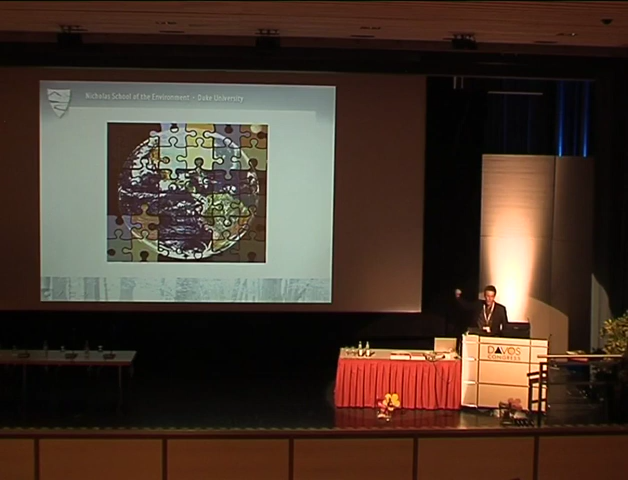 Nicholas School of the Environment • Duke University
DAVOS
CONGRESS